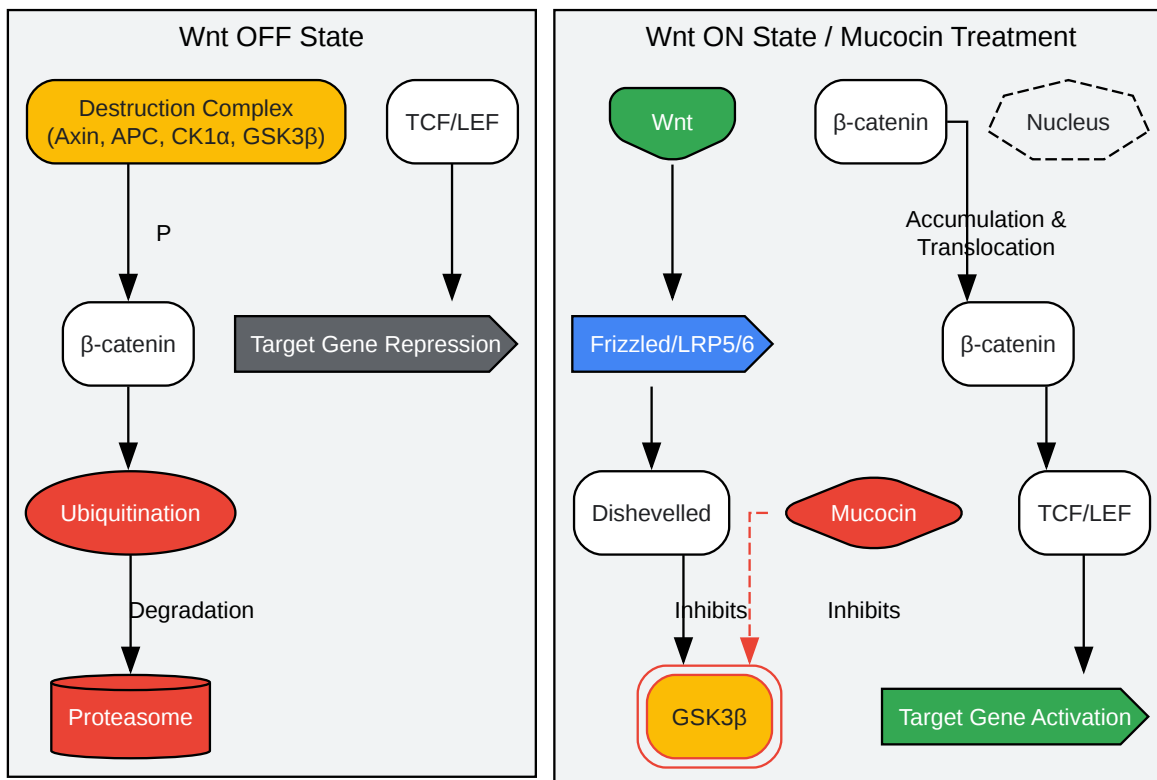 Wnt OFF State
Destruction Complex
(Axin, APC, CK1α, GSK3β)
TCF/LEF
P
β-catenin
Target Gene Repression
Ubiquitination
Degradation
Proteasome
Wnt ON State / Mucocin Treatment
Wnt
β-catenin
Nucleus
Accumulation &
Translocation
Frizzled/LRP5/6
β-catenin
Dishevelled
Mucocin
TCF/LEF
Inhibits
Inhibits
GSK3β
Target Gene Activation